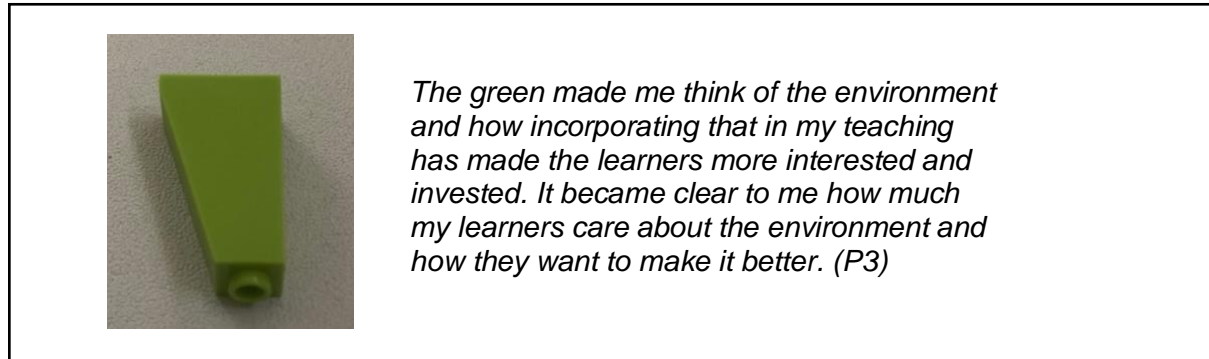 The green made me think of the environment
and how incorporating that in my teaching
has made the learners more interested and
invested. It became clear to me how much
my learners care about the environment and
how they want to make it better. (P3)